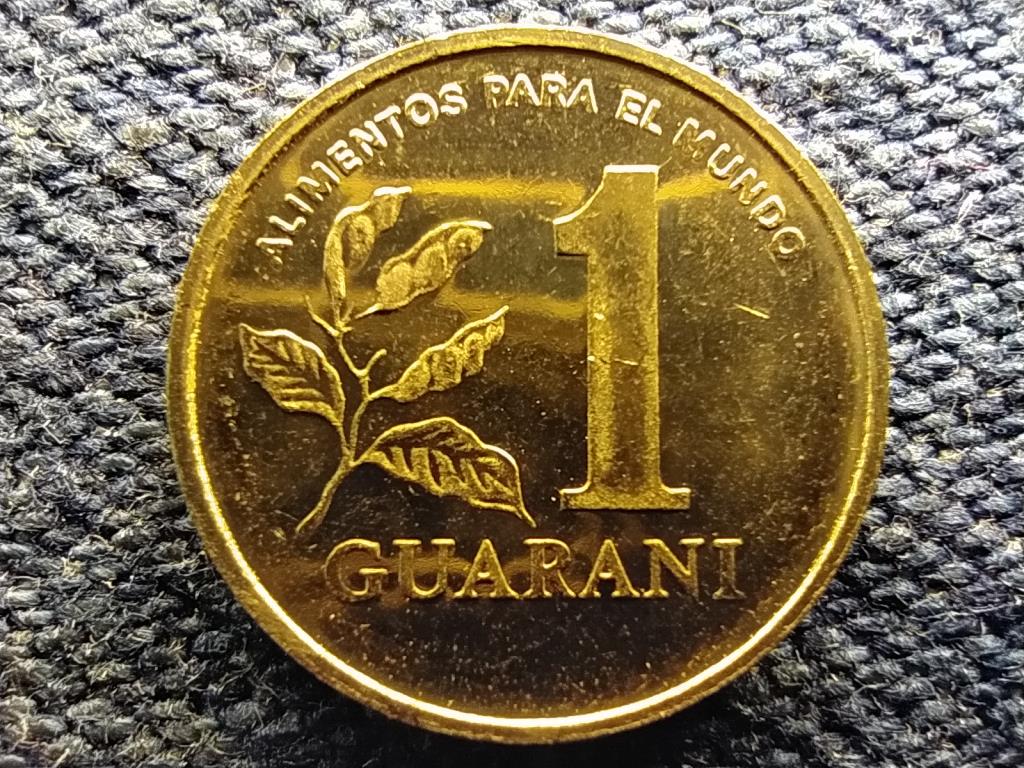 ALIMENTOS PARA EL MUNDO
1
GUARANI